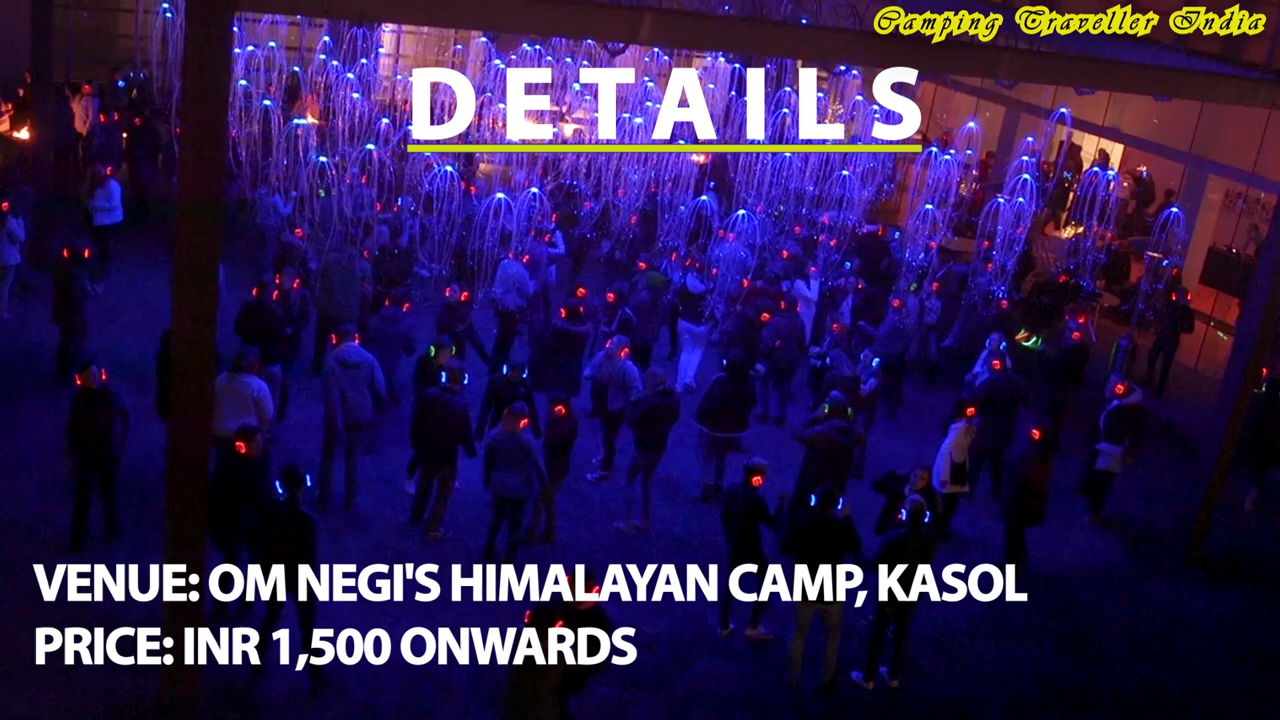 Camping Traveller India
DETAILS
VENUE: OM NEGI'S HIMALAYAN CAMP, KASOL
PRICE: INR 1,500 ONWARDS